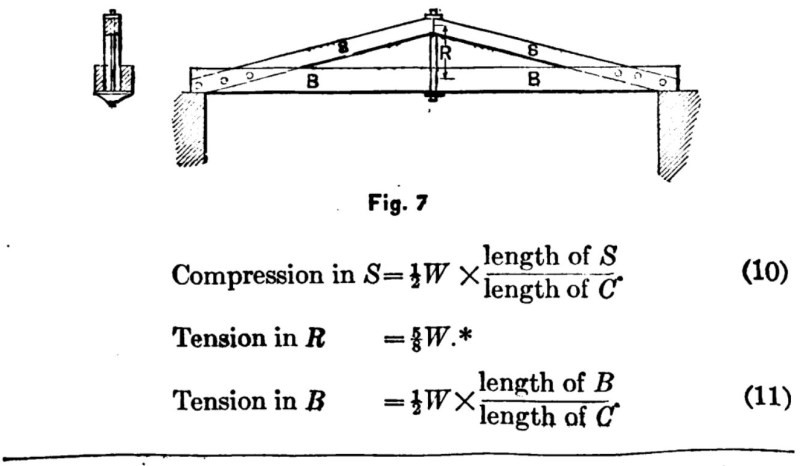 S
R
S
B
B
Fig. 7
Compression in S= ½W × length of S / length of C (10)
Tension in R = ⅝W.*
Tension in B = ½W × length of B / length of C (11)